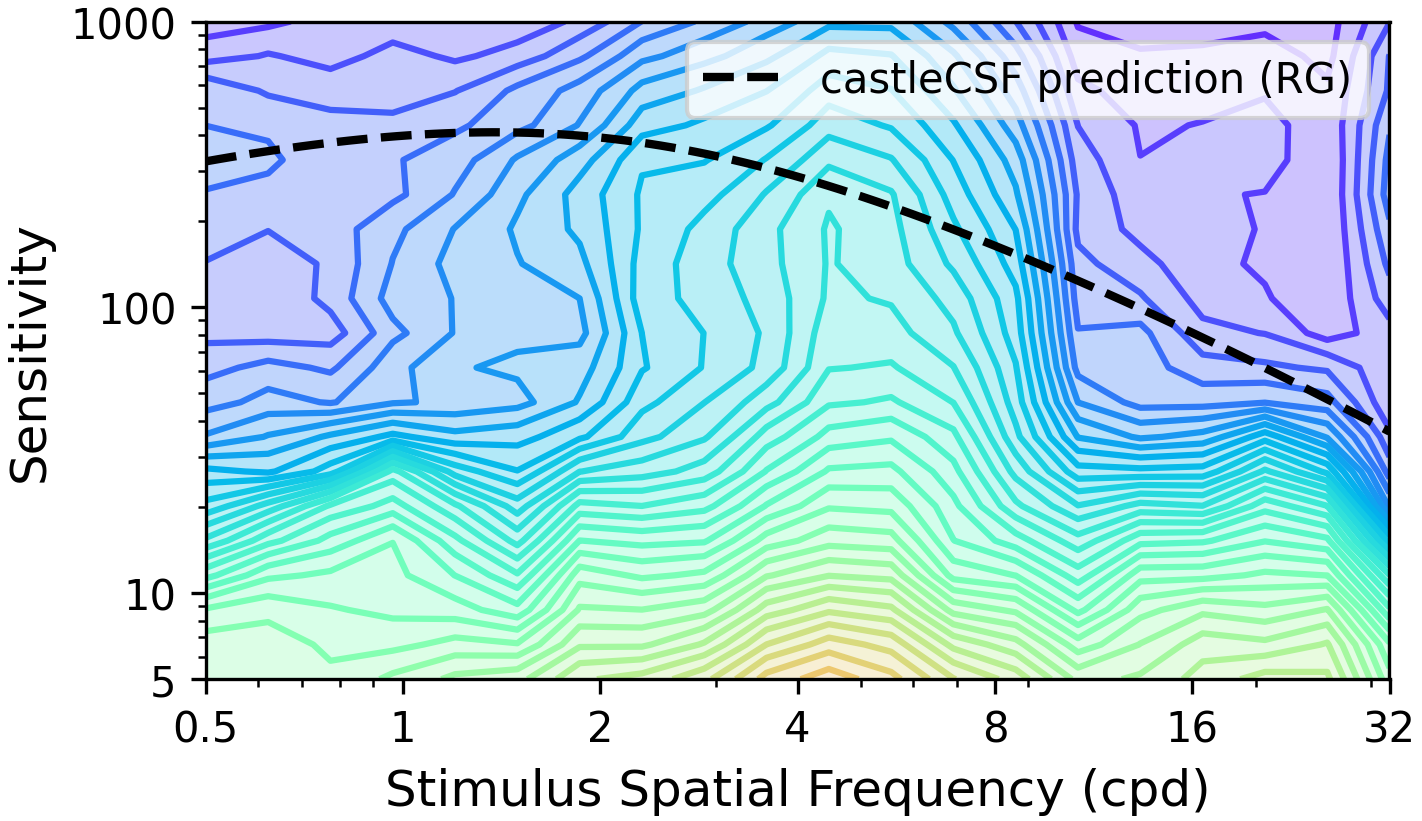 1000
castleCSF prediction (RG)
100
10
5
Sensitivity
0.5 1 2 4 8 16 32
Stimulus Spatial Frequency (cpd)